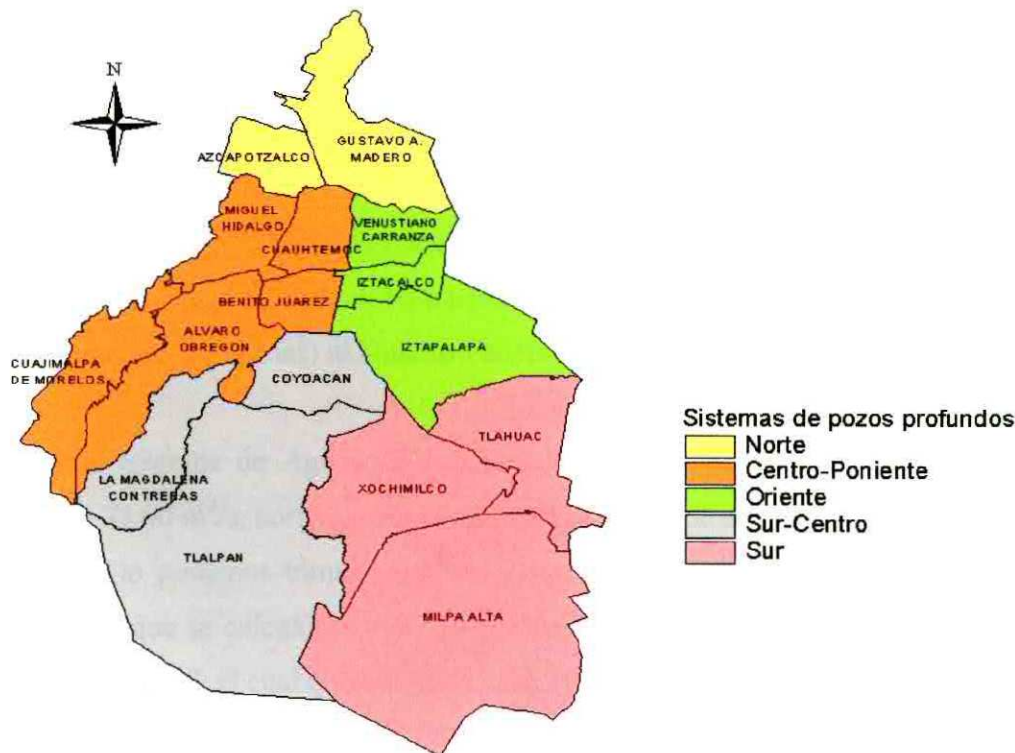 N
GUSTAVO A.
MADERO
AZCAPOTZALCO
MIGUEL
HIDALGO
VENUSTIANO
CARRANZA
CUAUHTEMOC
IZTACALCO
BENITO JUAREZ
ALVARO
OBREGON
IZTAPALAPA
CUAJIMALPA
DE MORELOS
COYOACAN
TLAHUAC
LA MAGDALENA
CONTRERAS
XOCHIMILCO
TLALPAN
MILPA ALTA
Sistemas de pozos profundos
Norte
Centro-Poniente
Oriente
Sur-Centro
Sur